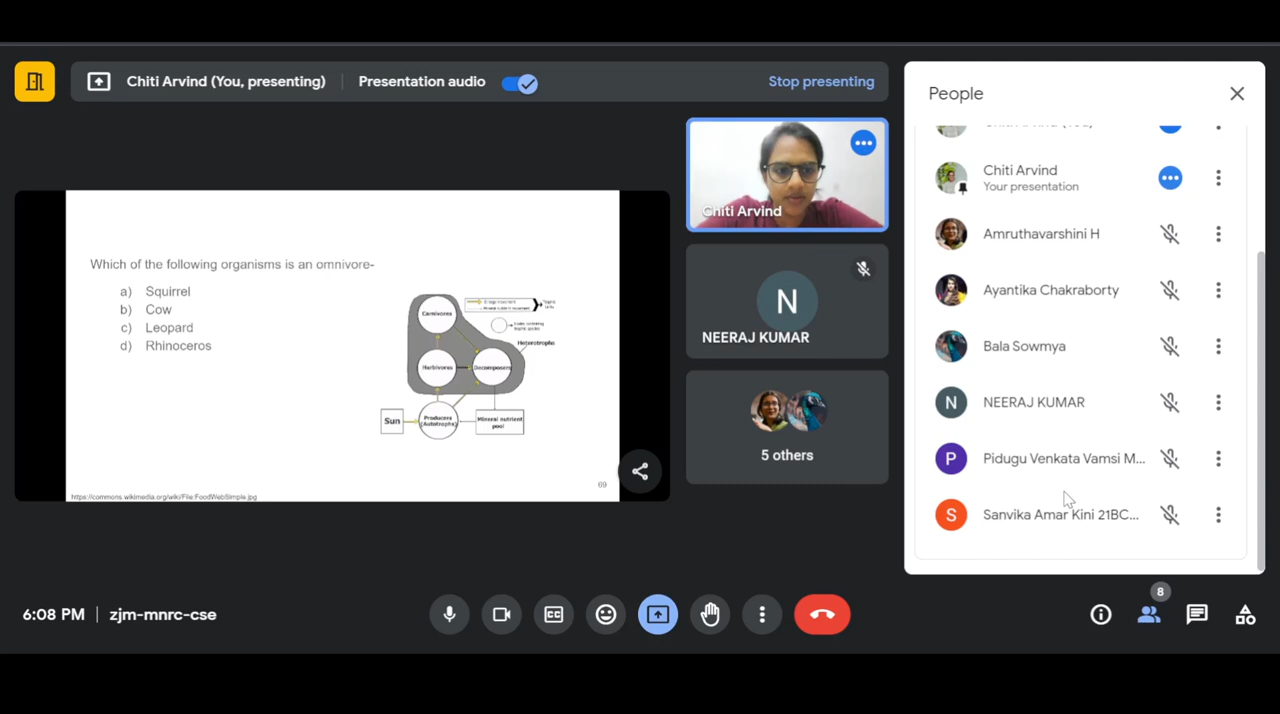 Chiti Arvind (You, presenting)
Presentation audio
Stop presenting
Which of the following organisms is an omnivore-
a) Squirrel
b) Cow
c) Leopard
d) Rhinoceros
Carnivores
Heterotrophs
Herbivores
Decomposers
Sun
Producers
(Autotrophs)
Mineral nutrient
pool
69
https://commons.wikimedia.org/wiki/File:FoodWebSimple.jpg
Chiti Arvind
N
NEERAJ KUMAR
5 others
People
Chiti Arvind
Your presentation
Amruthavarshini H
Ayantika Chakraborty
Bala Sowmya
N NEERAJ KUMAR
P Pidugu Venkata Vamsi M...
S Sanvika Amar Kini 21BC...
6:08 PM | zjm-mnrc-cse
CC
8